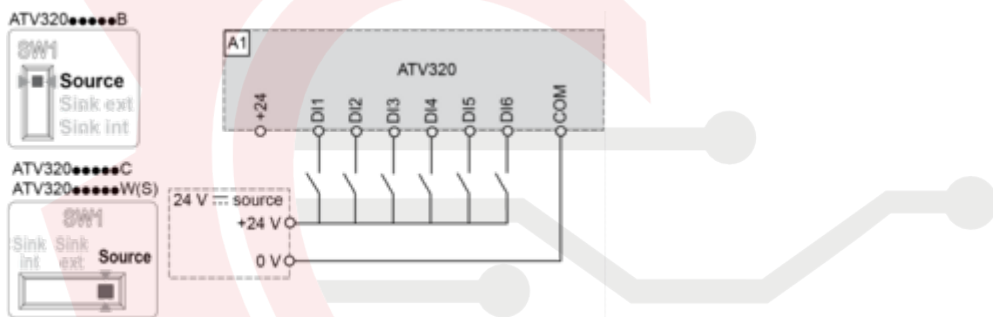 ATV320●●●●●B
SW1
Source
Sink ext
Sink int
ATV320●●●●●C
ATV320●●●●●W(S)
SW1
Sink int
Sink ext
Source
A1
ATV320
+24
DI1
DI2
DI3
DI4
DI5
DI6
COM
24 V ⎓ source
+24 V
0 V